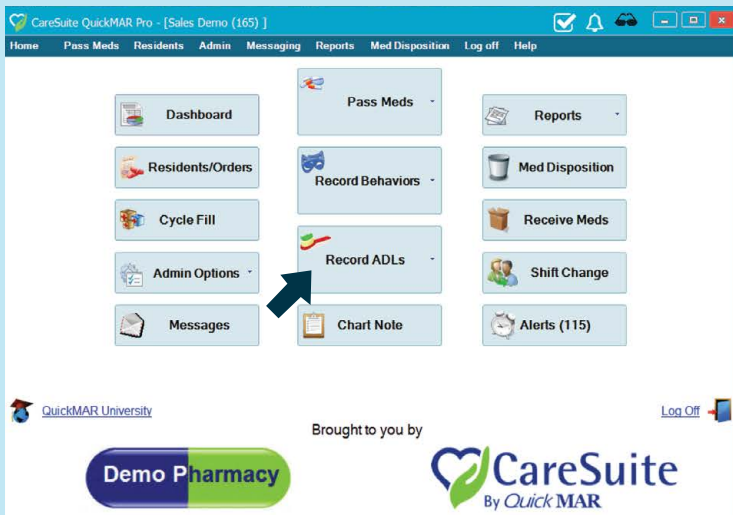 CareSuite QuickMAR Pro - [Sales Demo (165) ]
Home Pass Meds Residents Admin Messaging Reports Med Disposition Log off Help
Dashboard
Pass Meds
Reports
Residents/Orders
Record Behaviors
Med Disposition
Cycle Fill
Receive Meds
Record ADLs
Admin Options
Shift Change
Messages
Chart Note
Alerts (115)
QuickMAR University
Log Off
Brought to you by
Demo Pharmacy
CareSuite
By Quick MAR